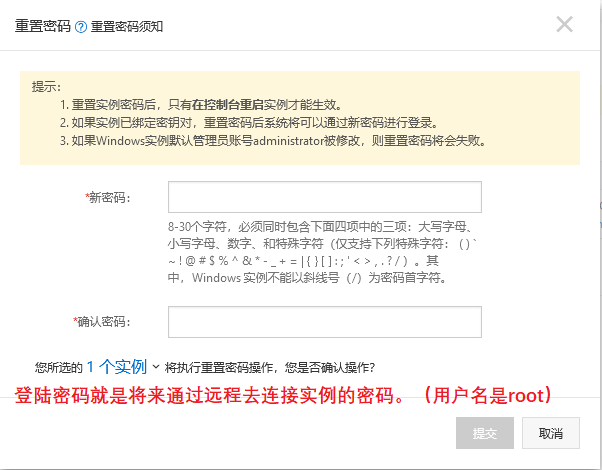 重置密码 ? 重置密码须知
提示:
1. 重置实例密码后，只有在控制台重启实例才能生效。
2. 如果实例已绑定密钥对，重置密码后系统将可以通过新密码进行登录。
3. 如果Windows实例默认管理员账号administrator被修改，则重置密码将会失败。
*新密码:
8-30个字符，必须同时包含下面四项中的三项：大写字母、
小写字母、数字、和特殊字符（仅支持下列特殊字符： ( ) `
~ ! @ # $ % ^ & * - _ + = | { } [ ] : ; ' < > , . ? / ）。其
中，Windows 实例不能以斜线号（/）为密码首字符。
*确认密码:
您所选的 1 个实例 将执行重置密码操作，您是否确认操作?
登陆密码就是将来通过远程去连接实例的密码。（用户名是root）
提交 取消